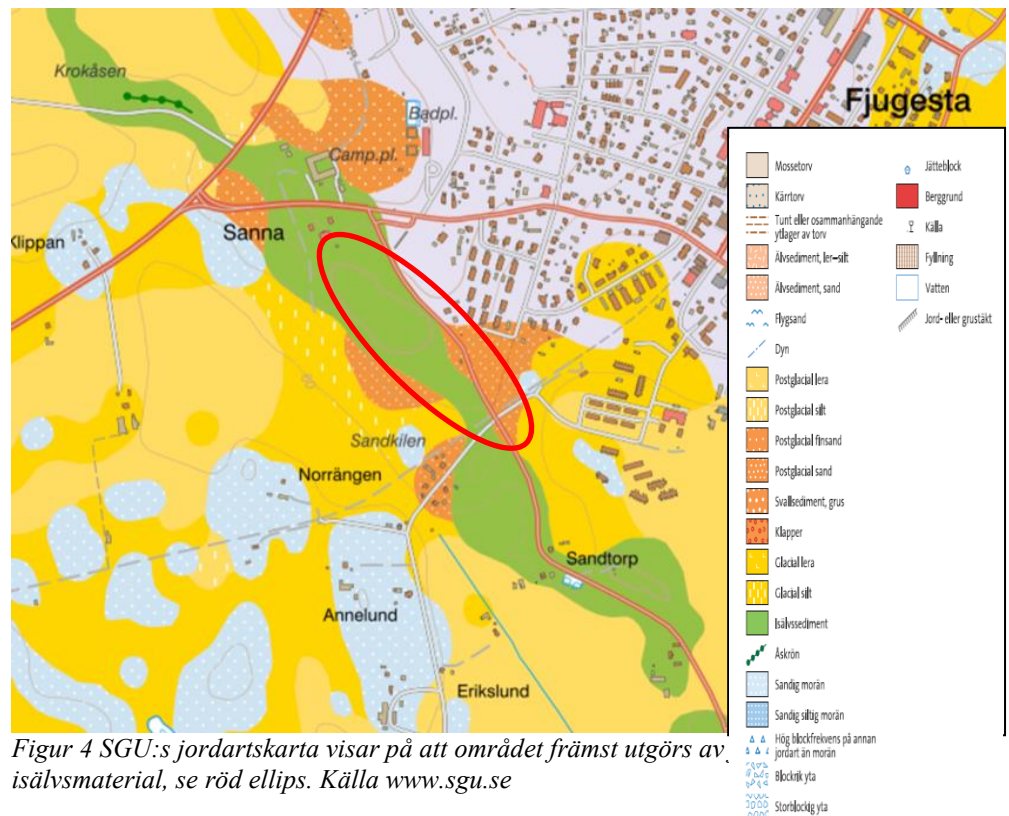 Krokåsen
Badpl.
Fjugesta
Camp.pl.
Klippan
Sanna
Sandkilen
Norrängen
Sandtorp
Annelund
Erikslund
Mossetorv
Kärrtorv
Tunt eller osammanhängande
ytlager av torv
Älvsediment, ler-silt
Älvsediment, sand
Flygsand
Dyn
Postglacial lera
Postglacial silt
Postglacial finsand
Postglacial sand
Svallsediment, grus
Klapper
Glacial lera
Glacial silt
Isälvssediment
Åskrön
Sandig morän
Sandig siltig morän
Hög blockfrekvens på annan
jordart än morän
Blockrik yta
Storblockig yta
Jätteblock
Berggrund
Källa
Fyllning
Vatten
Jord- eller grustäkt
Figur 4 SGU:s jordartskarta visar på att området främst utgörs av
isälvsmaterial, se röd ellips. Källa www.sgu.se